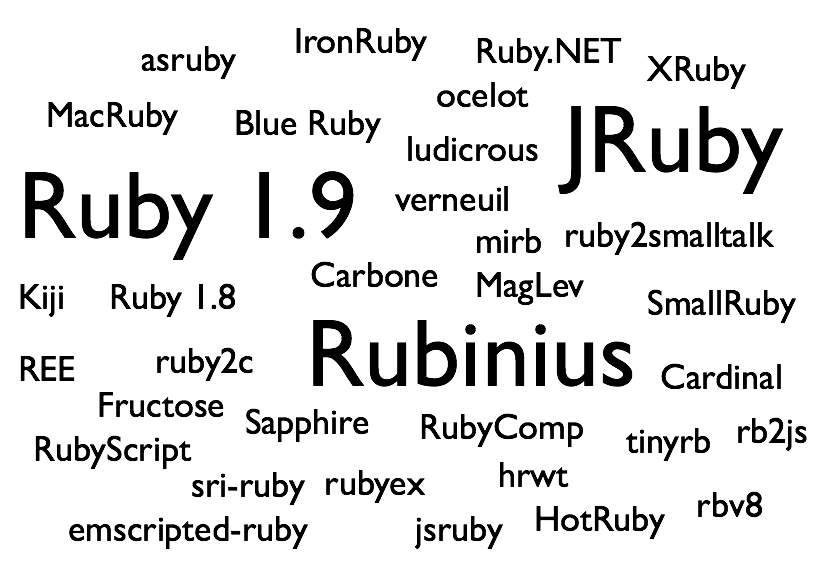 IronRuby
asruby
Ruby.NET
XRuby
ocelot
MacRuby
Blue Ruby
JRuby
ludicrous
Ruby 1.9
verneuil
mirb
ruby2smalltalk
Carbone
MagLev
Kiji
Ruby 1.8
SmallRuby
Rubinius
REE
ruby2c
Cardinal
Fructose
Sapphire
RubyComp
tinyrb
rb2js
RubyScript
sri-ruby
rubyex
hrwt
rbv8
emscripted-ruby
jsruby
HotRuby